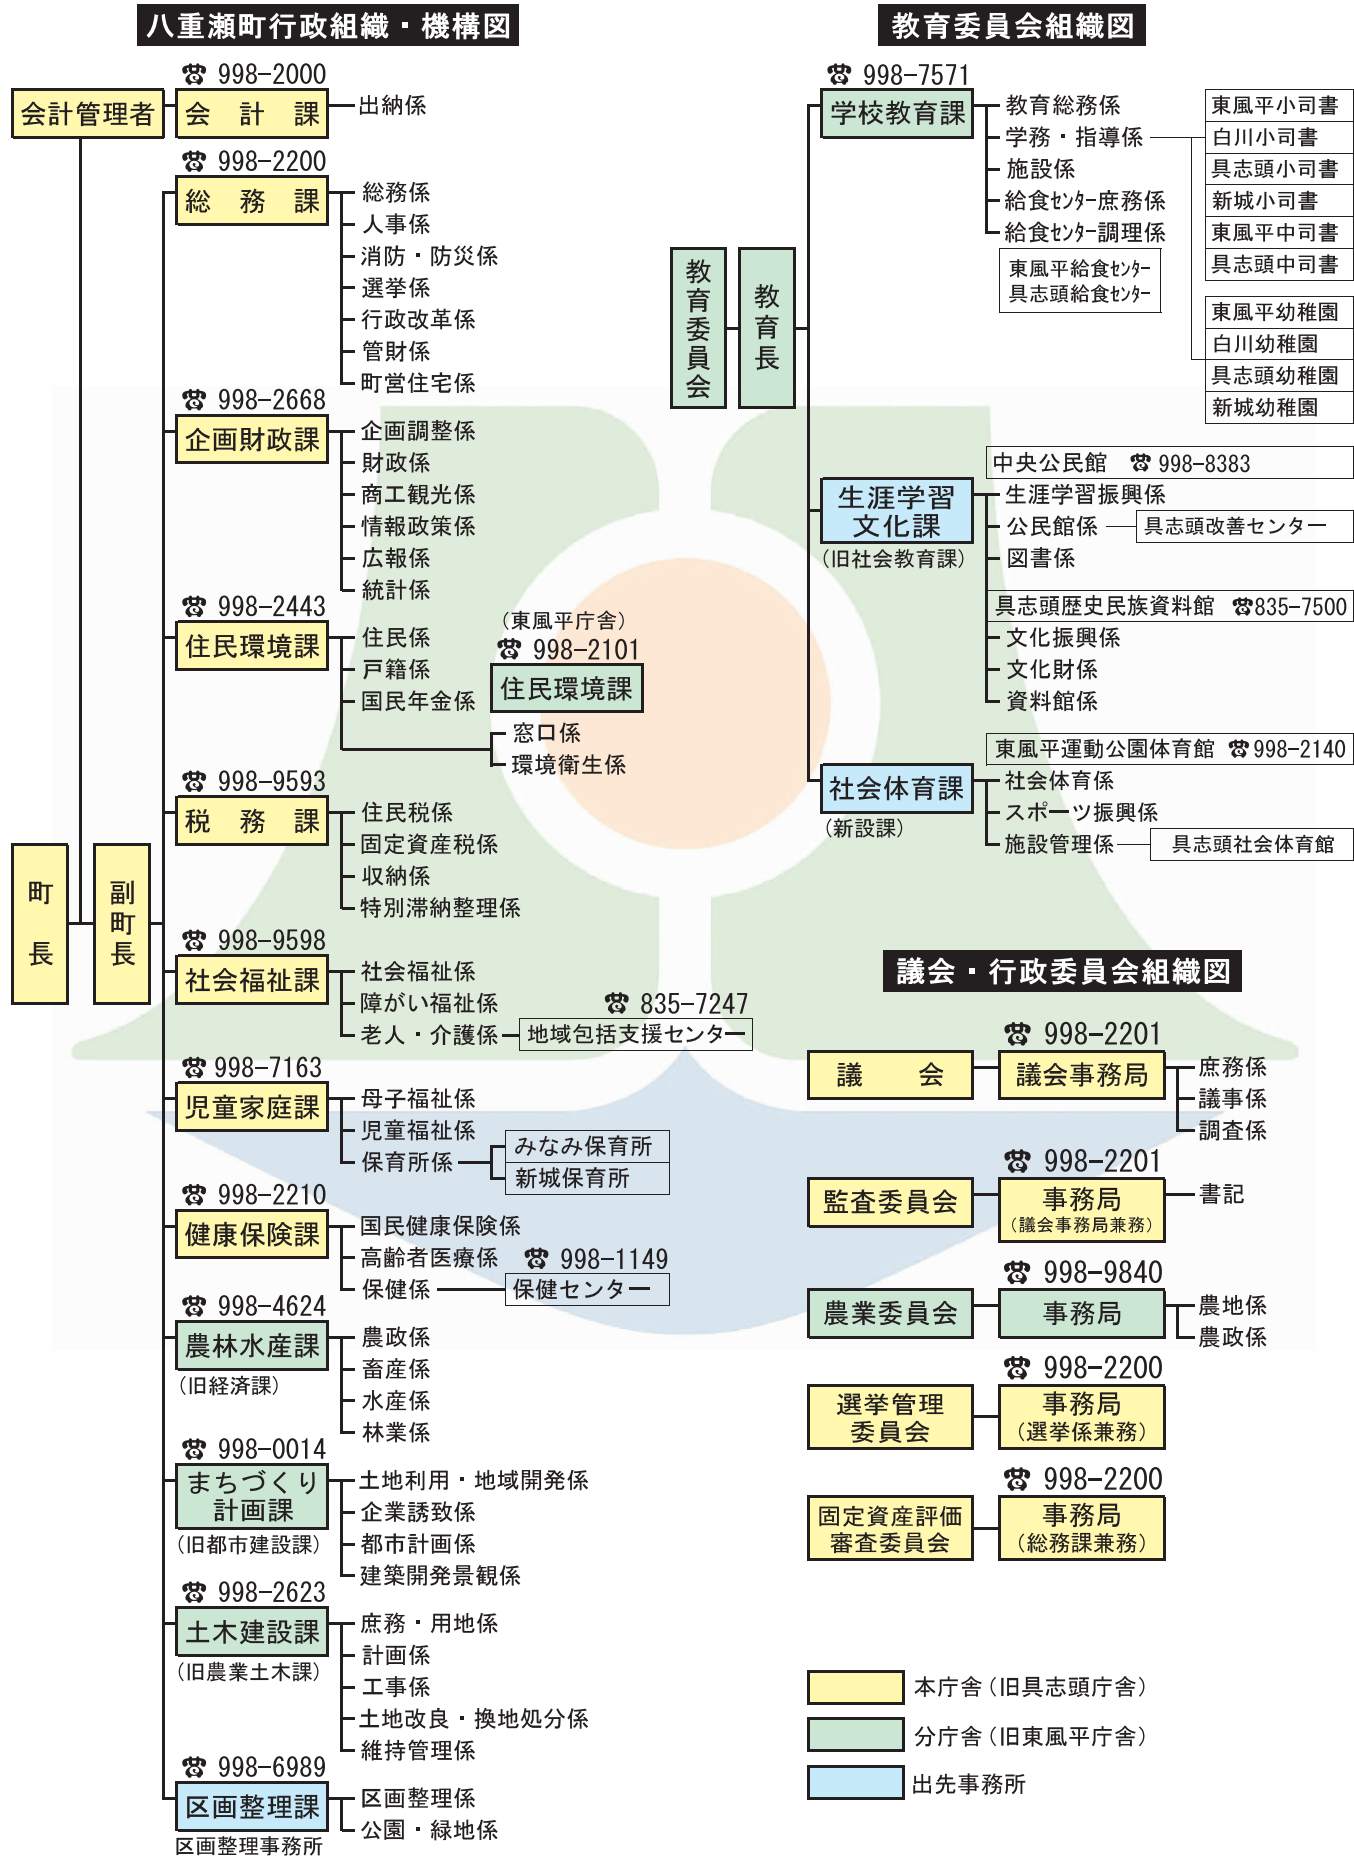 八重瀬町行政組織・機構図
☎ 998-2000
会計管理者
会計課
出納係
☎ 998-2200
総務課
総務係
人事係
消防・防災係
選挙係
行政改革係
管財係
町営住宅係
☎ 998-2668
企画財政課
企画調整係
財政係
商工観光係
情報政策係
広報係
統計係
☎ 998-2443
住民環境課
住民係
戸籍係
国民年金係
(東風平庁舎)
☎ 998-2101
住民環境課
窓口係
環境衛生係
☎ 998-9593
税務課
住民税係
固定資産税係
収納係
特別滞納整理係
町長
副町長
☎ 998-9598
社会福祉課
社会福祉係
障がい福祉係
老人・介護係
☎ 835-7247
地域包括支援センター
☎ 998-7163
児童家庭課
母子福祉係
児童福祉係
保育所係
みなみ保育所
新城保育所
☎ 998-2210
健康保険課
国民健康保険係
高齢者医療係
保健係
☎ 998-1149
保健センター
☎ 998-4624
農林水産課
(旧経済課)
農政係
畜産係
水産係
林業係
☎ 998-0014
まちづくり
計画課
(旧都市建設課)
土地利用・地域開発係
企業誘致係
都市計画係
建築開発景観係
☎ 998-2623
土木建設課
(旧農業土木課)
庶務・用地係
計画係
工事係
土地改良・換地処分係
維持管理係
☎ 998-6989
区画整理課
区画整理事務所
区画整理係
公園・緑地係
教育委員会組織図
教育委員会
教育長
☎ 998-7571
学校教育課
教育総務係
学務・指導係
施設係
給食センター庶務係
給食センター調理係
東風平給食センター
具志頭給食センター
東風平小司書
白川小司書
具志頭小司書
新城小司書
東風平中司書
具志頭中司書
東風平幼稚園
白川幼稚園
具志頭幼稚園
新城幼稚園
中央公民館 ☎ 998-8383
生涯学習
文化課
(旧社会教育課)
生涯学習振興係
公民館係
具志頭改善センター
図書係
具志頭歴史民族資料館 ☎835-7500
文化振興係
文化財係
資料館係
東風平運動公園体育館 ☎998-2140
社会体育課
(新設課)
社会体育係
スポーツ振興係
施設管理係
具志頭社会体育館
議会・行政委員会組織図
☎ 998-2201
議会
議会事務局
庶務係
議事係
調査係
☎ 998-2201
監査委員会
事務局
(議会事務局兼務)
書記
☎ 998-9840
農業委員会
事務局
農地係
農政係
☎ 998-2200
選挙管理
委員会
事務局
(選挙係兼務)
☎ 998-2200
固定資産評価
審査委員会
事務局
(総務課兼務)
本庁舎(旧具志頭庁舎)
分庁舎(旧東風平庁舎)
出先事務所